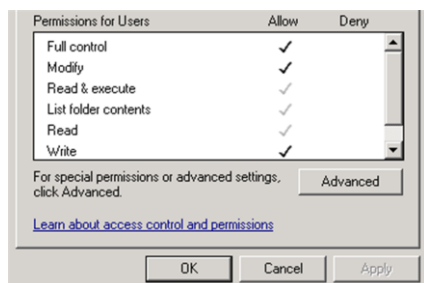 Permissions for Users Allow Deny
Full control
Modify
Read & execute
List folder contents
Read
Write
For special permissions or advanced settings, click Advanced.
Advanced
Learn about access control and permissions
OK Cancel Apply